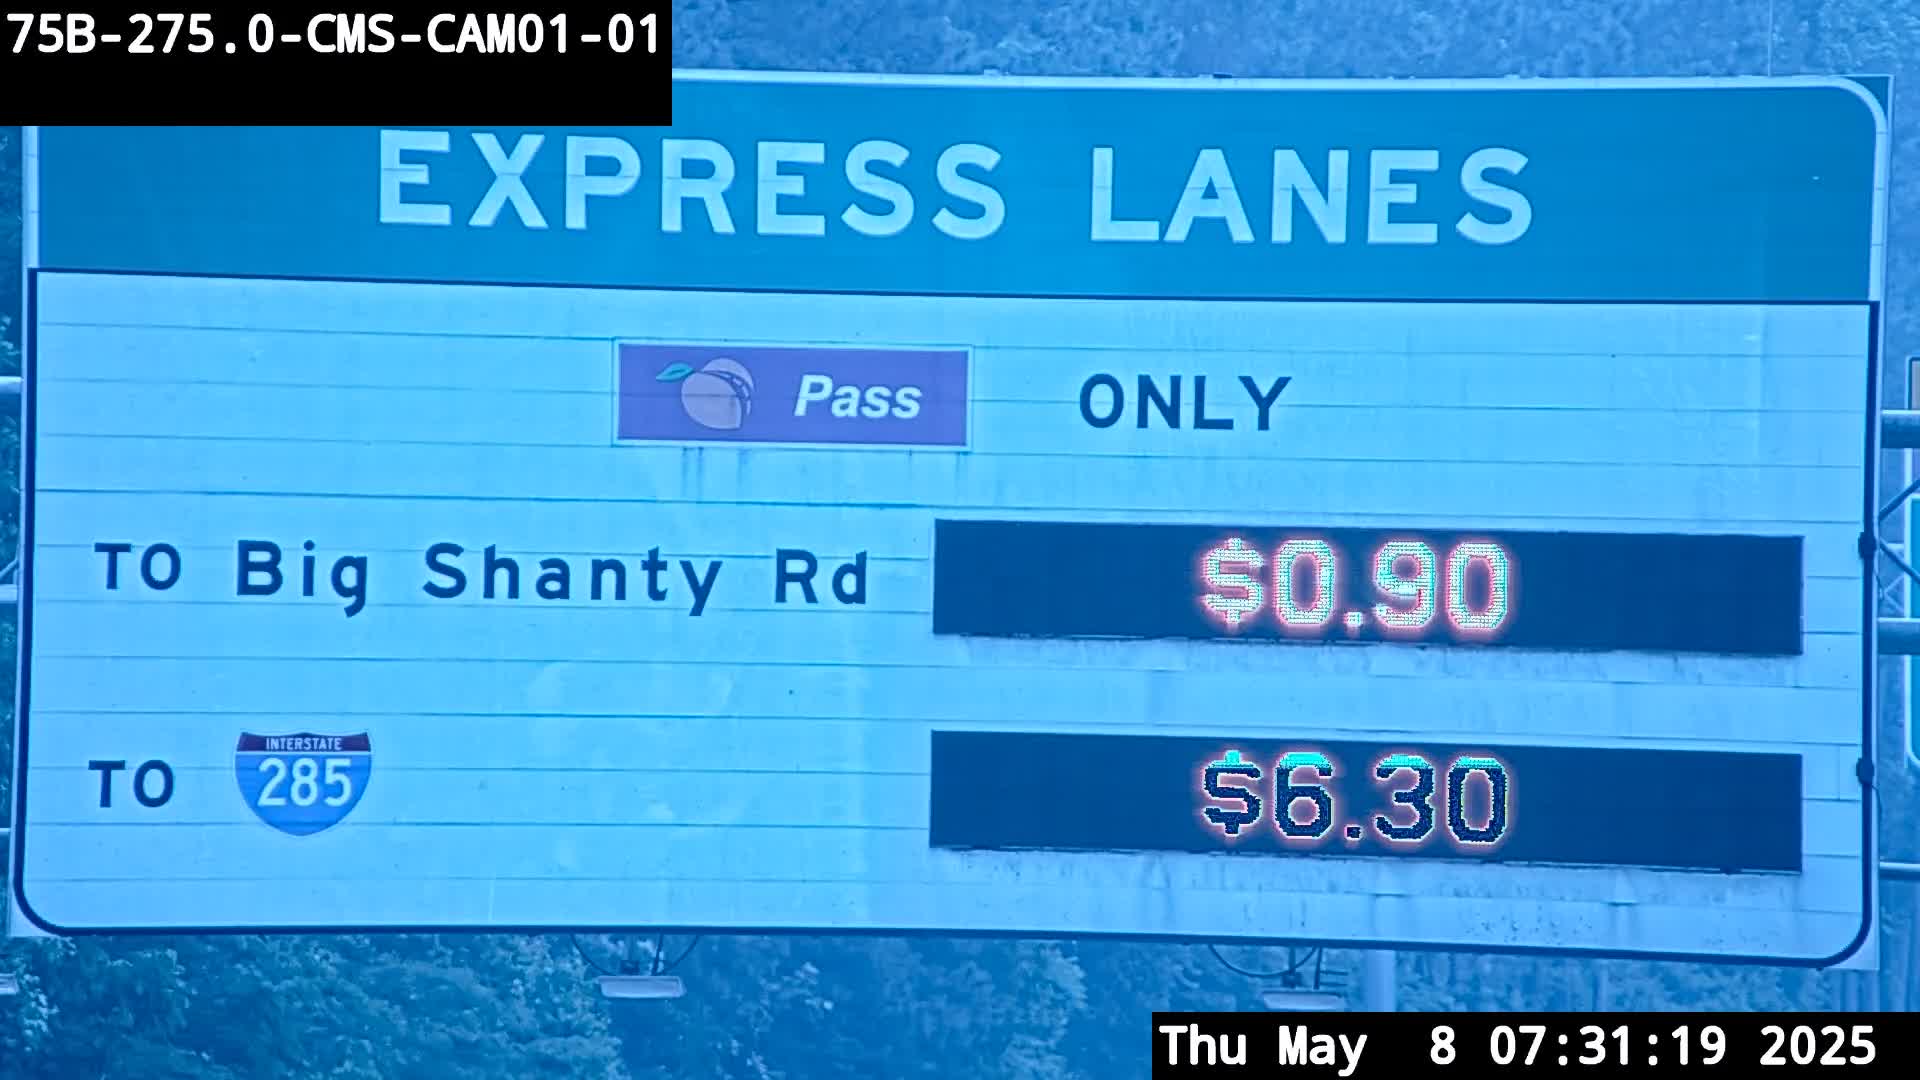 75B-275.0-CMS-CAM01-01
EXPRESS LANES
Pass ONLY
TO Big Shanty Rd $0.90
INTERSTATE
TO 285 $6.30
Thu May 8 07:31:19 2025